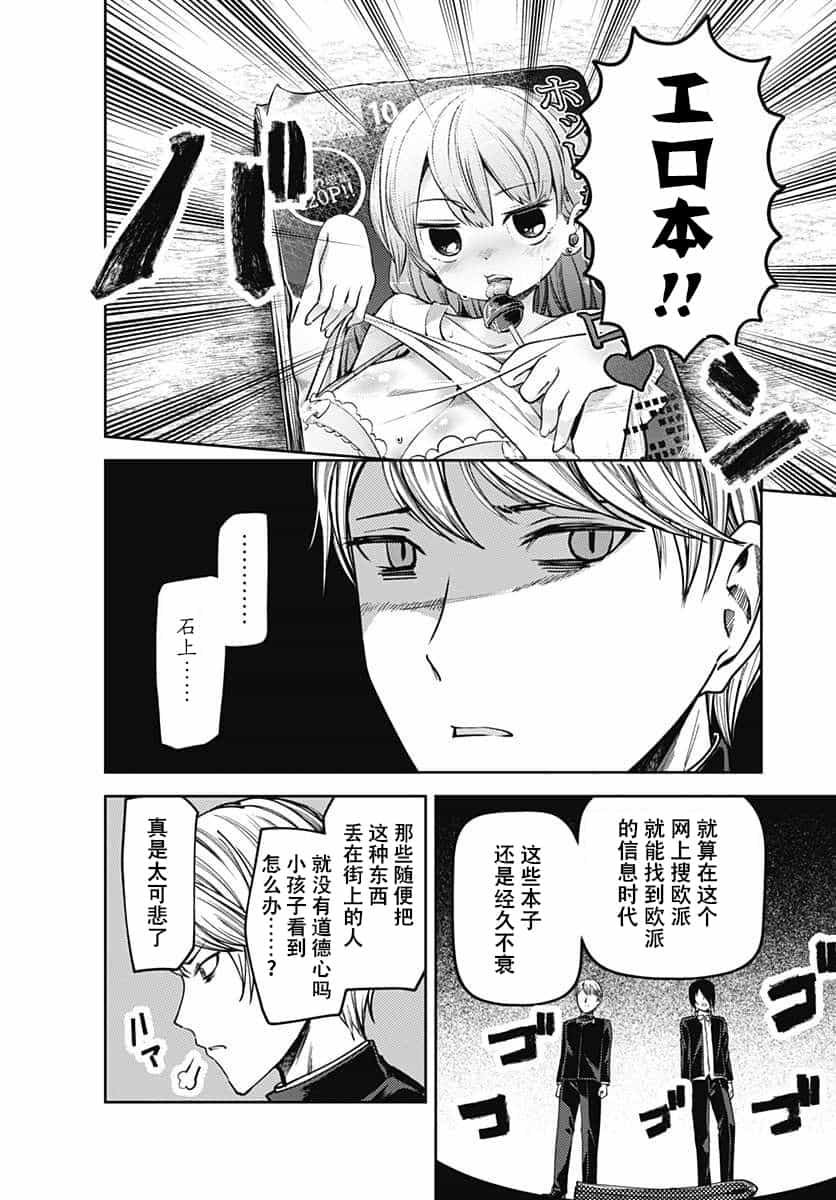 エロ本!!
バ
ン
10
20P!!
ホ
ト
…………
石上……
就算在这个
网上搜欧派
就能找到欧派
的信息时代
这些本子
还是经久不衰
ゴゴ
ゴゴ
那些随便把
这种东西
丢在街上的人
就没有道德心吗
小孩子看到
怎么办……?
真是太可悲了
ハァ